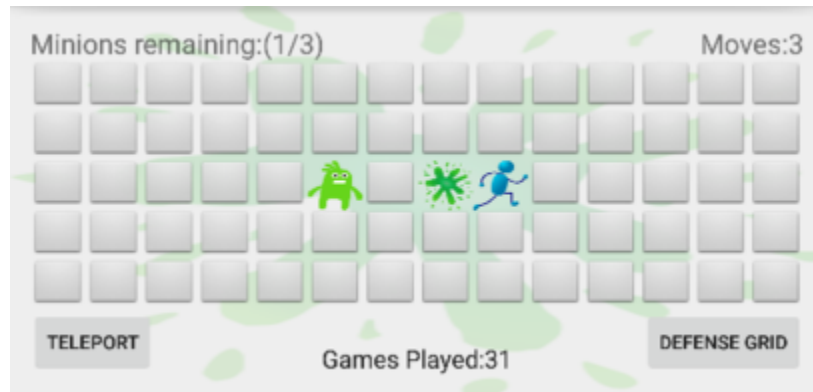 Minions remaining:(1/3)
Moves:3
TELEPORT
Games Played:31
DEFENSE GRID